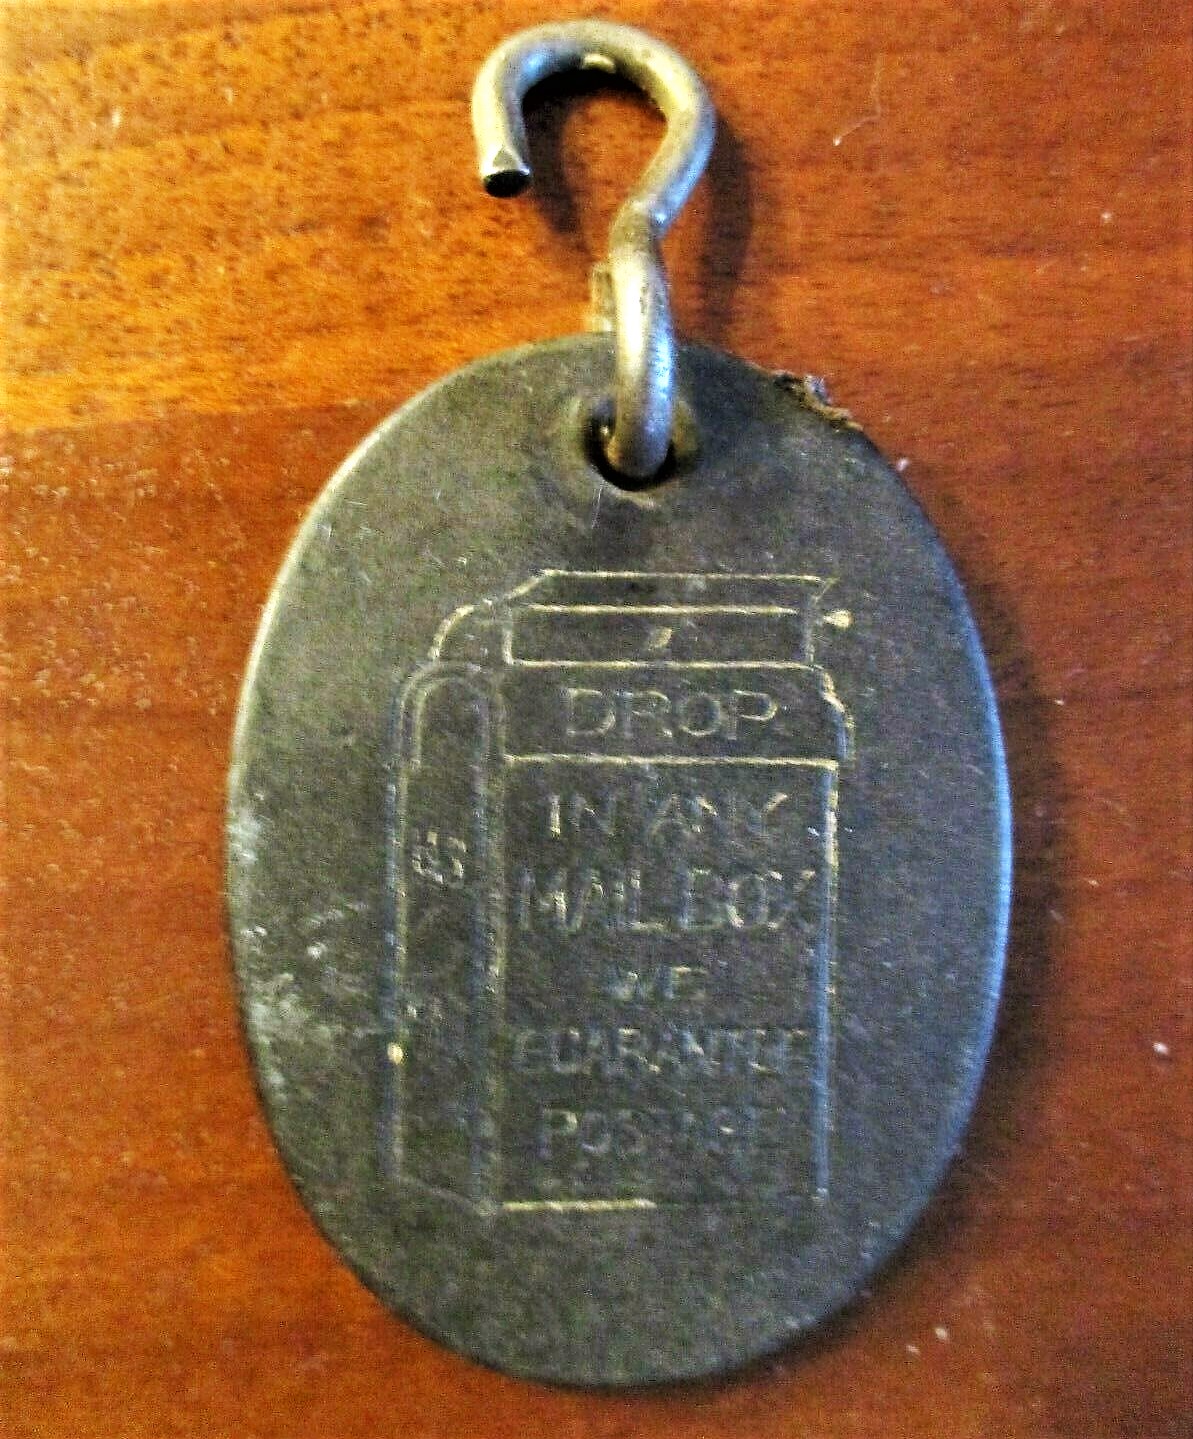 DROP
IN ANY
MAIL BOX
WE
GUARANTEE
POSTAGE